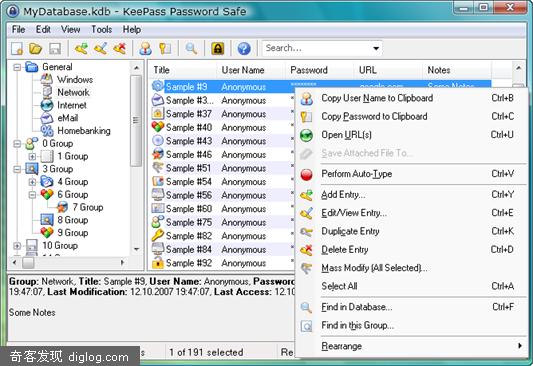 MyDatabase.kdb - KeePass Password Safe
File Edit View Tools Help
Search...
General
Windows
Network
Internet
eMail
Homebanking
0 Group
1 Group
3 Group
4 Group
6 Group
7 Group
8 Group
9 Group
10 Group
Title User Name Password URL Notes
Sample #9 Anonymous ******** google.com Some Notes
Sample #3... Anonymous
Sample #35 Anonymous
Sample #40 Anonymous
Sample #43 Anonymous
Sample #46 Anonymous
Sample #51 Anonymous
Sample #54 Anonymous
Sample #56 Anonymous
Sample #60 Anonymous
Sample #75 Anonymous
Sample #82 Anonymous
Sample #84 Anonymous
Sample #92 Anonymous
Copy User Name to Clipboard Ctrl+B
Copy Password to Clipboard Ctrl+C
Open URL(s) Ctrl+U
Save Attached File To...
Perform Auto-Type Ctrl+V
Add Entry... Ctrl+Y
Edit/View Entry... Ctrl+E
Duplicate Entry Ctrl+K
Delete Entry Ctrl+D
Mass Modify (All Selected)...
Select All Ctrl+A
Find in Database... Ctrl+F
Find in this Group...
Rearrange
Group: Network, Title: Sample #9, User Name: Anonymous, Password
19:47:07, Last Modification: 12.10.2007 19:47:07, Last Access: 12.10
Some Notes
1 of 191 selected
奇客发现 diglog.com